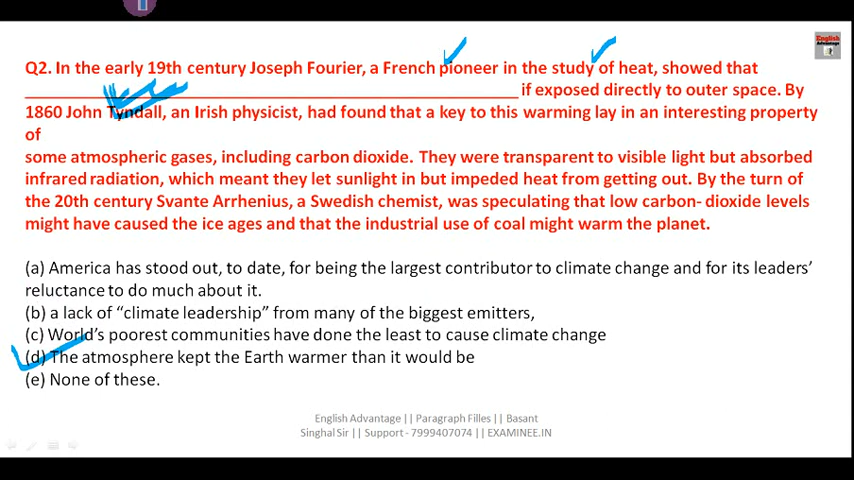 English
Advantage
Q2. In the early 19th century Joseph Fourier, a French pioneer in the study of heat, showed that
______________________________________________ if exposed directly to outer space. By
1860 John Tyndall, an Irish physicist, had found that a key to this warming lay in an interesting property
of
some atmospheric gases, including carbon dioxide. They were transparent to visible light but absorbed
infrared radiation, which meant they let sunlight in but impeded heat from getting out. By the turn of
the 20th century Svante Arrhenius, a Swedish chemist, was speculating that low carbon- dioxide levels
might have caused the ice ages and that the industrial use of coal might warm the planet.
(a) America has stood out, to date, for being the largest contributor to climate change and for its leaders’
reluctance to do much about it.
(b) a lack of “climate leadership” from many of the biggest emitters,
(c) World’s poorest communities have done the least to cause climate change
(d) The atmosphere kept the Earth warmer than it would be
(e) None of these.
English Advantage || Paragraph Filles || Basant
Singhal Sir || Support - 7999407074 || EXAMINEE.IN